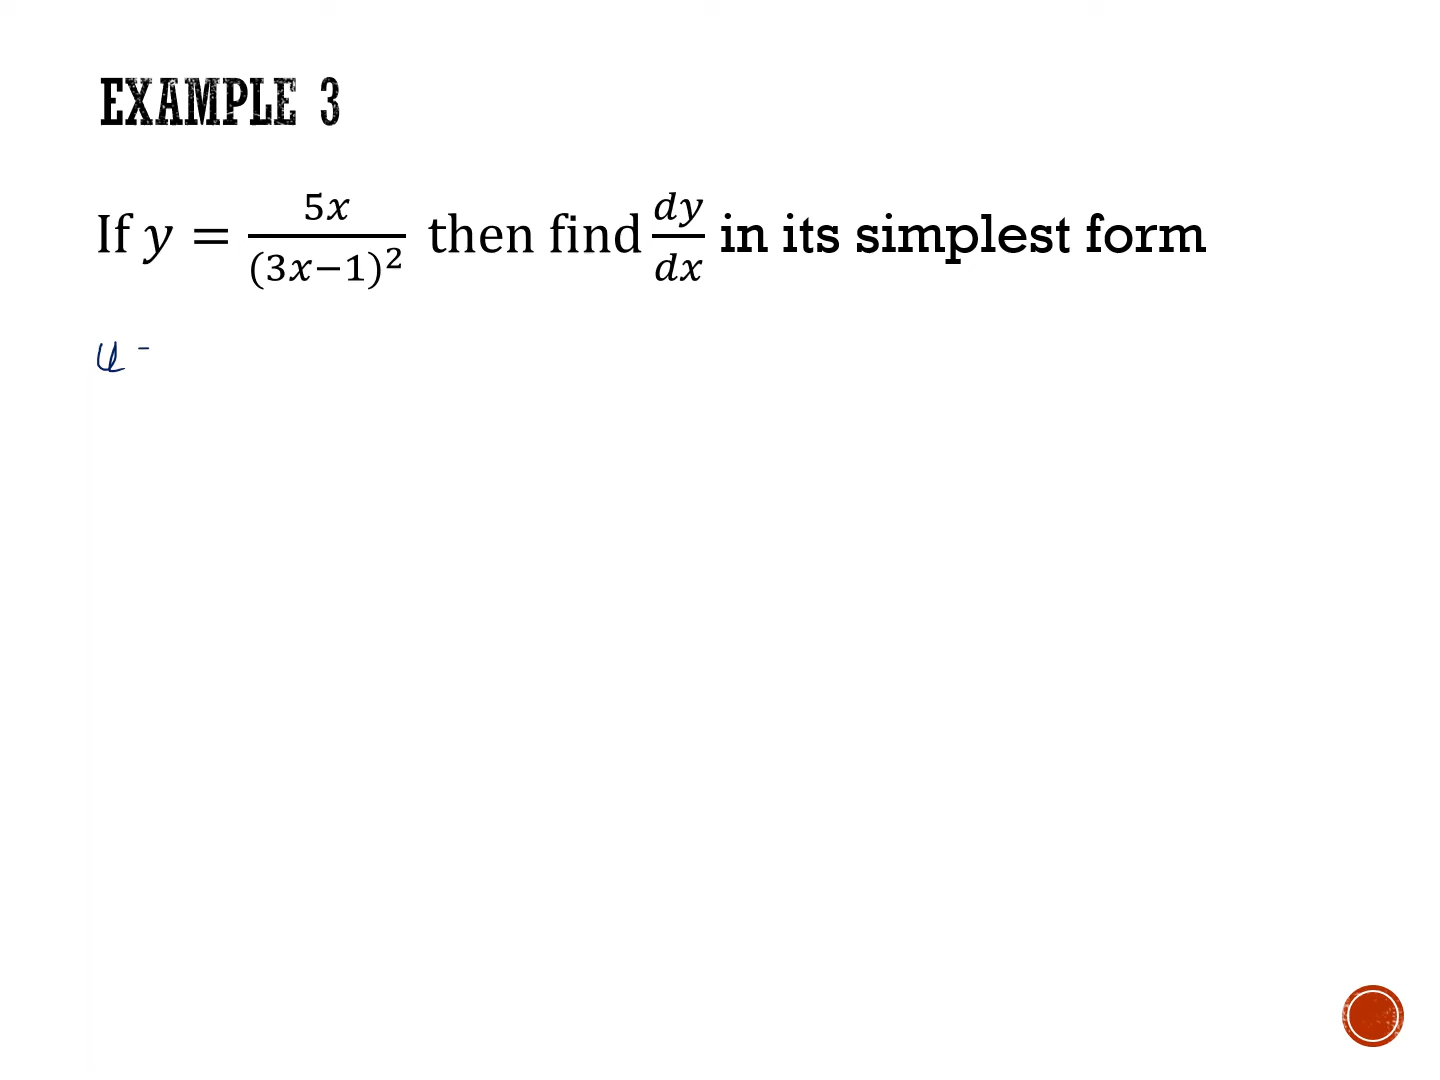 EXAMPLE 3
If y = 5x/(3x−1)² then find dy/dx in its simplest form
u =